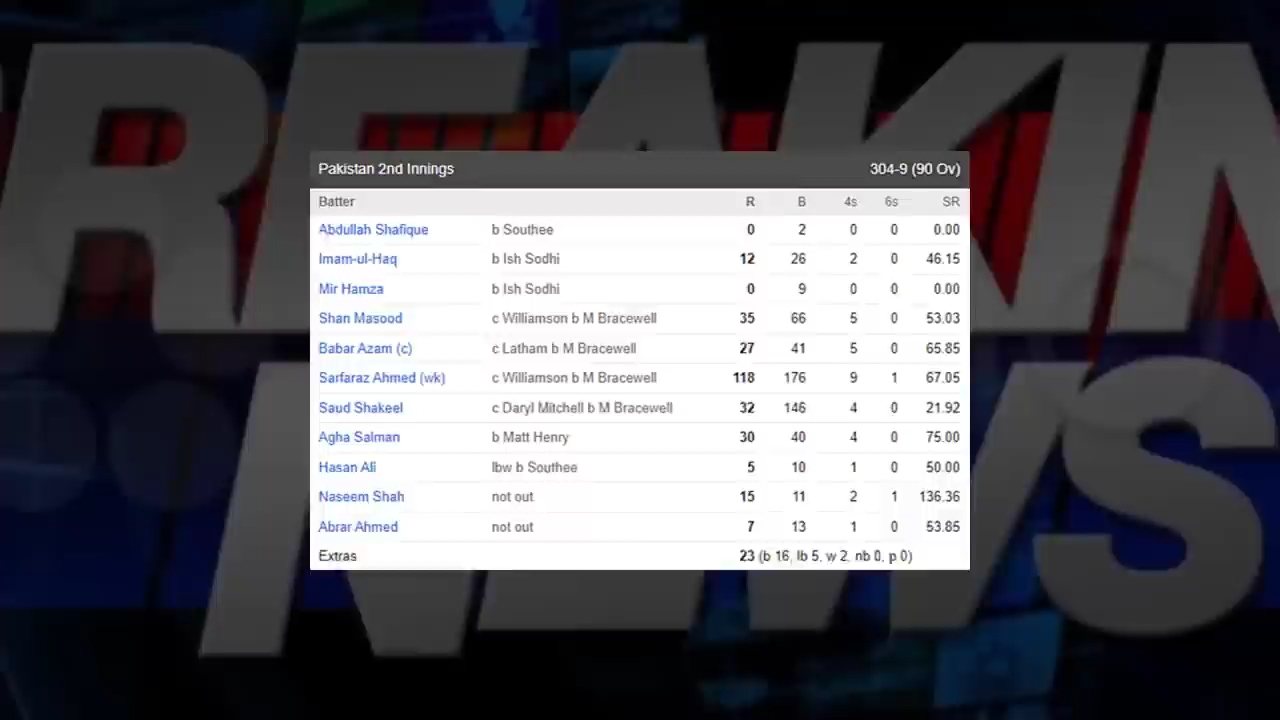 BREAKIN
NEWS
Pakistan 2nd Innings 304-9 (90 Ov)
Batter R B 4s 6s SR
Abdullah Shafique b Southee 0 2 0 0 0.00
Imam-ul-Haq b Ish Sodhi 12 26 2 0 46.15
Mir Hamza b Ish Sodhi 0 9 0 0 0.00
Shan Masood c Williamson b M Bracewell 35 66 5 0 53.03
Babar Azam (c) c Latham b M Bracewell 27 41 5 0 65.85
Sarfaraz Ahmed (wk) c Williamson b M Bracewell 118 176 9 1 67.05
Saud Shakeel c Daryl Mitchell b M Bracewell 32 146 4 0 21.92
Agha Salman b Matt Henry 30 40 4 0 75.00
Hasan Ali lbw b Southee 5 10 1 0 50.00
Naseem Shah not out 15 11 2 1 136.36
Abrar Ahmed not out 7 13 1 0 53.85
Extras 23 (b 16, lb 5, w 2, nb 0, p 0)